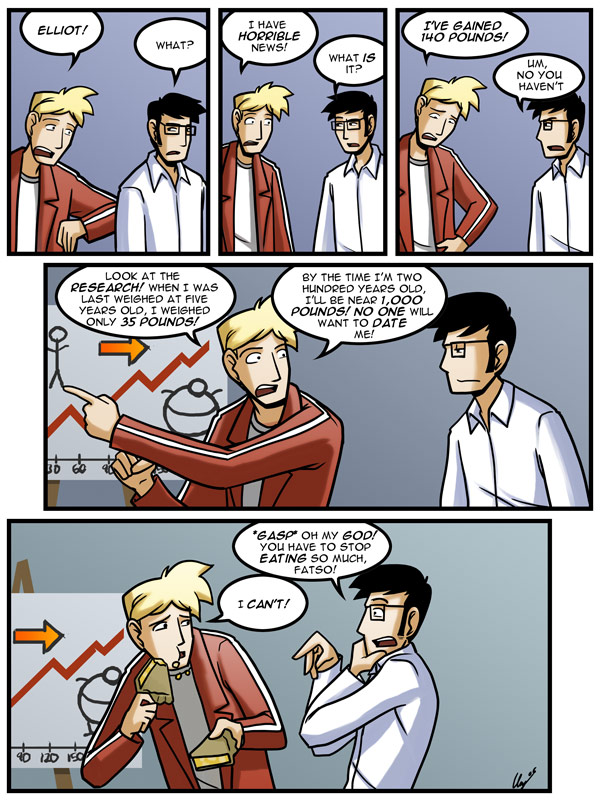 ELLIOT!
WHAT?
I HAVE
HORRIBLE
NEWS!
WHAT IS
IT?
I'VE GAINED
140 POUNDS!
UM,
NO YOU
HAVEN'T
LOOK AT THE
RESEARCH! WHEN I WAS
LAST WEIGHED AT FIVE
YEARS OLD, I WEIGHED
ONLY 35 POUNDS!
BY THE TIME I'M TWO
HUNDRED YEARS OLD,
I'LL BE NEAR 1,000
POUNDS! NO ONE WILL
WANT TO DATE
ME!
30 60
*GASP* OH MY GOD!
YOU HAVE TO STOP
EATING SO MUCH,
FATSO!
I CAN'T!
90 120 150